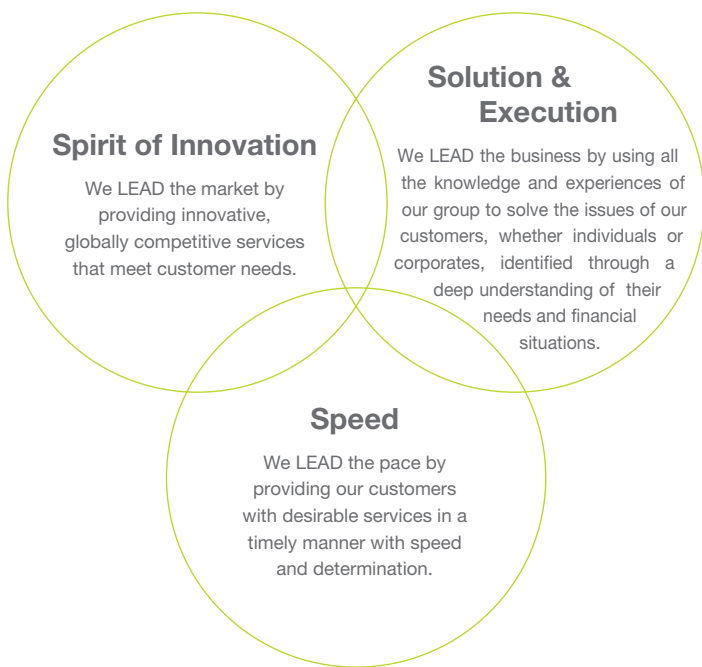 Spirit of Innovation
We LEAD the market by
providing innovative,
globally competitive services
that meet customer needs.
Solution &
Execution
We LEAD the business by using all
the knowledge and experiences of
our group to solve the issues of our
customers, whether individuals or
corporates, identified through a
deep understanding of their
needs and financial
situations.
Speed
We LEAD the pace by
providing our customers
with desirable services in a
timely manner with speed
and determination.